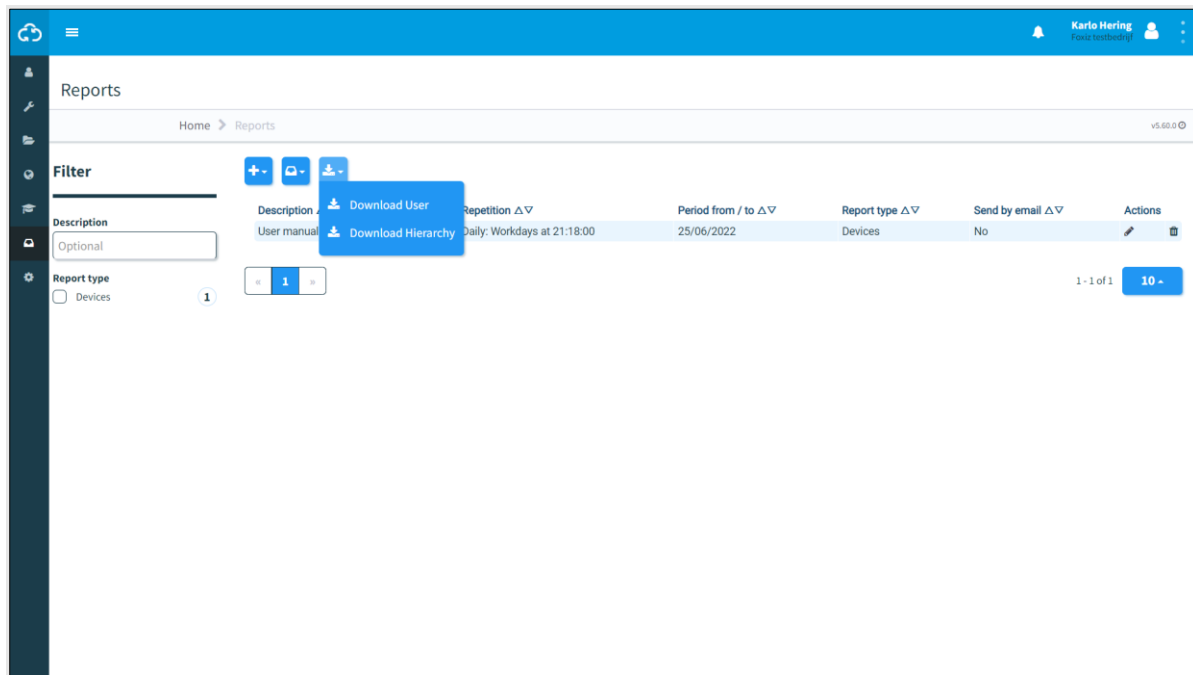 Karlo Hering
Foxiz testbedrijf
Reports
Home Reports
v5.60.0
Filter
Description
Optional
Report type
Devices 1
Download User
Download Hierarchy
Description Repetition Period from / to Report type Send by email Actions
User manual Daily: Workdays at 21:18:00 25/06/2022 Devices No
« 1 »
1 - 1 of 1 10